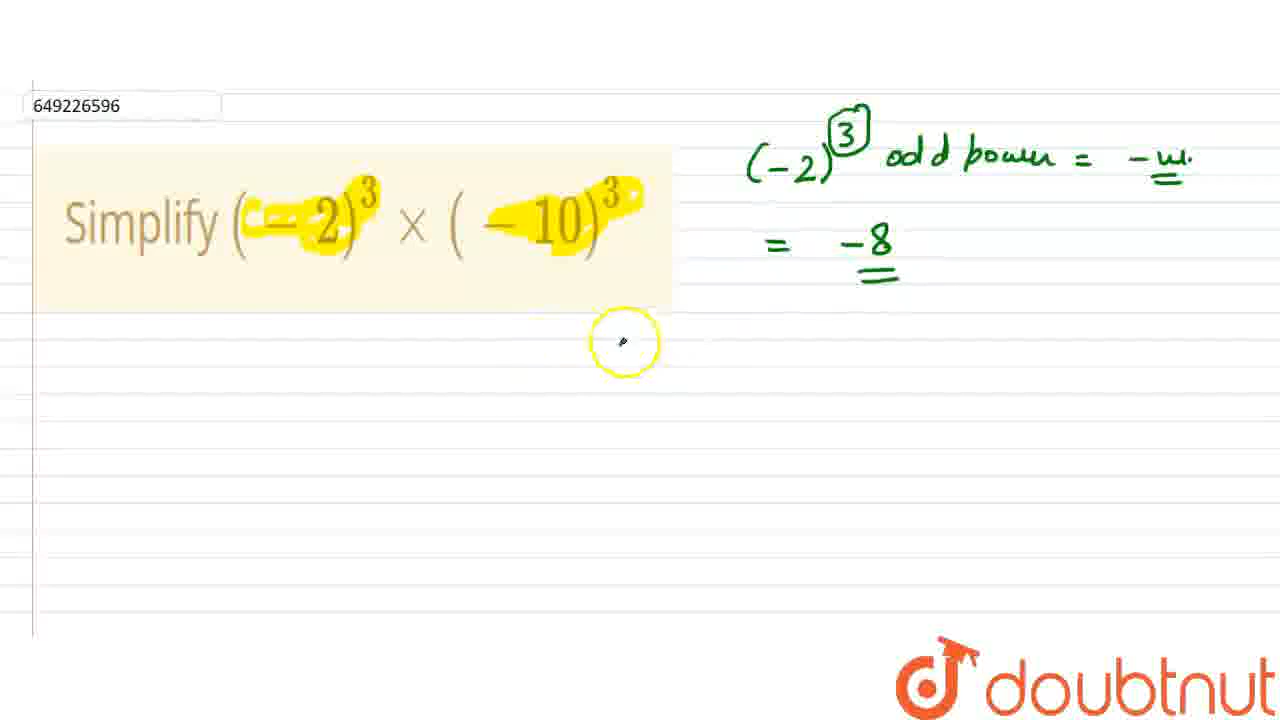 649226596
Simplify (-2)^3 × (-10)^3
(-2)^3 odd power = -ve.
= -8
doubtnut